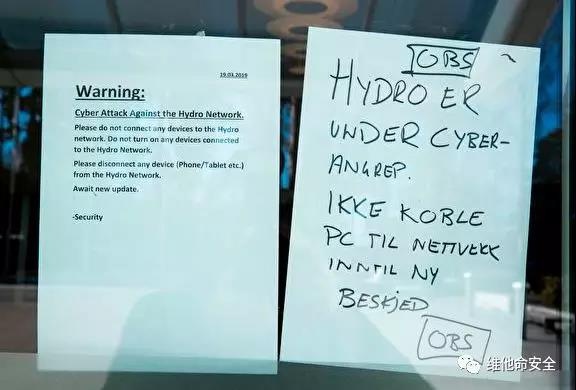 19.03.2019
Warning:
Cyber Attack Against the Hydro Network.
Please do not connect any devices to the Hydro
network. Do not turn on any devices connected
to the Hydro Network.
Please disconnect any device (Phone/Tablet etc.)
from the Hydro Network.
Await new update.
-Security
OBS
HYDRO ER
UNDER CYBER-
ANGREP.
IKKE KOBLE
PC TIL NETTVERK
INNTIL NY
BESKJED
OBS
维他命安全